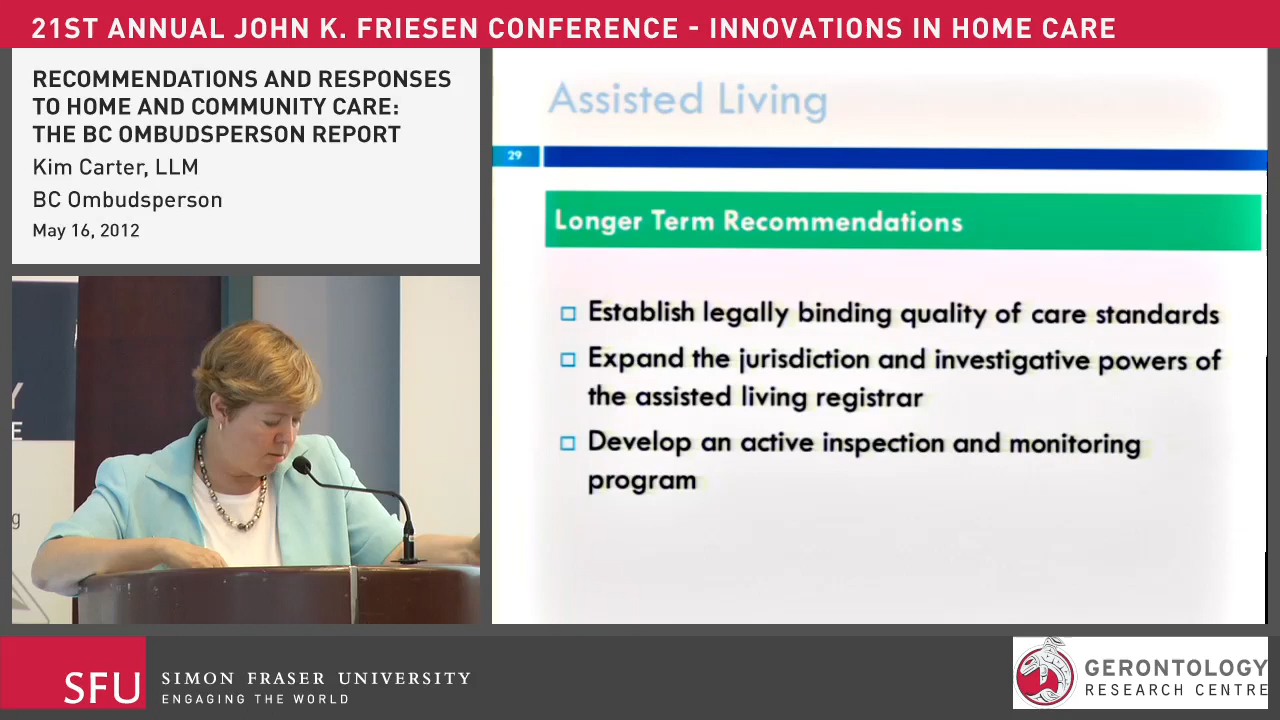 21ST ANNUAL JOHN K. FRIESEN CONFERENCE - INNOVATIONS IN HOME CARE
RECOMMENDATIONS AND RESPONSES
TO HOME AND COMMUNITY CARE:
THE BC OMBUDSPERSON REPORT
Kim Carter, LLM
BC Ombudsperson
May 16, 2012
Assisted Living
29
Longer Term Recommendations
Establish legally binding quality of care standards
Expand the jurisdiction and investigative powers of
the assisted living registrar
Develop an active inspection and monitoring
program
Y
E
g
SFU
SIMON FRASER UNIVERSITY
ENGAGING THE WORLD
GERONTOLOGY
RESEARCH CENTRE